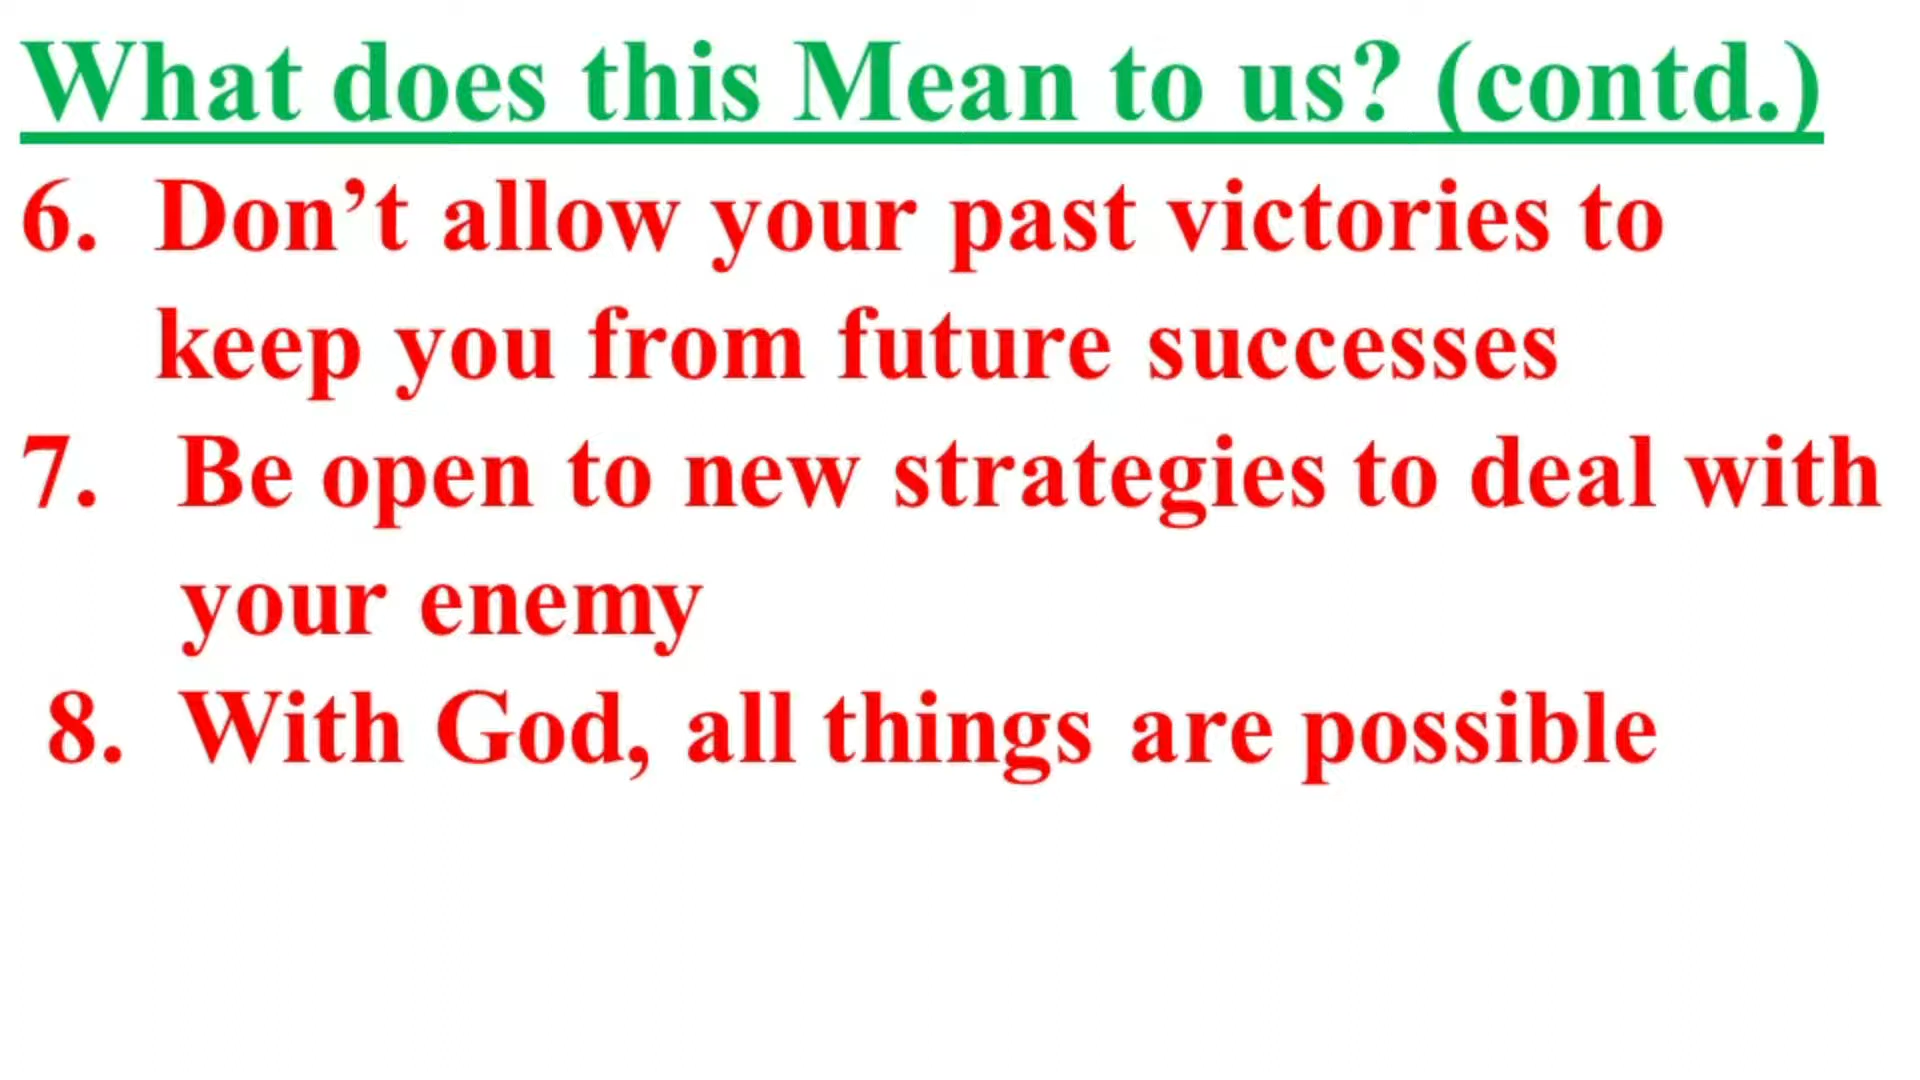 What does this Mean to us? (contd.)
6. Don’t allow your past victories to
keep you from future successes
7. Be open to new strategies to deal with
your enemy
8. With God, all things are possible